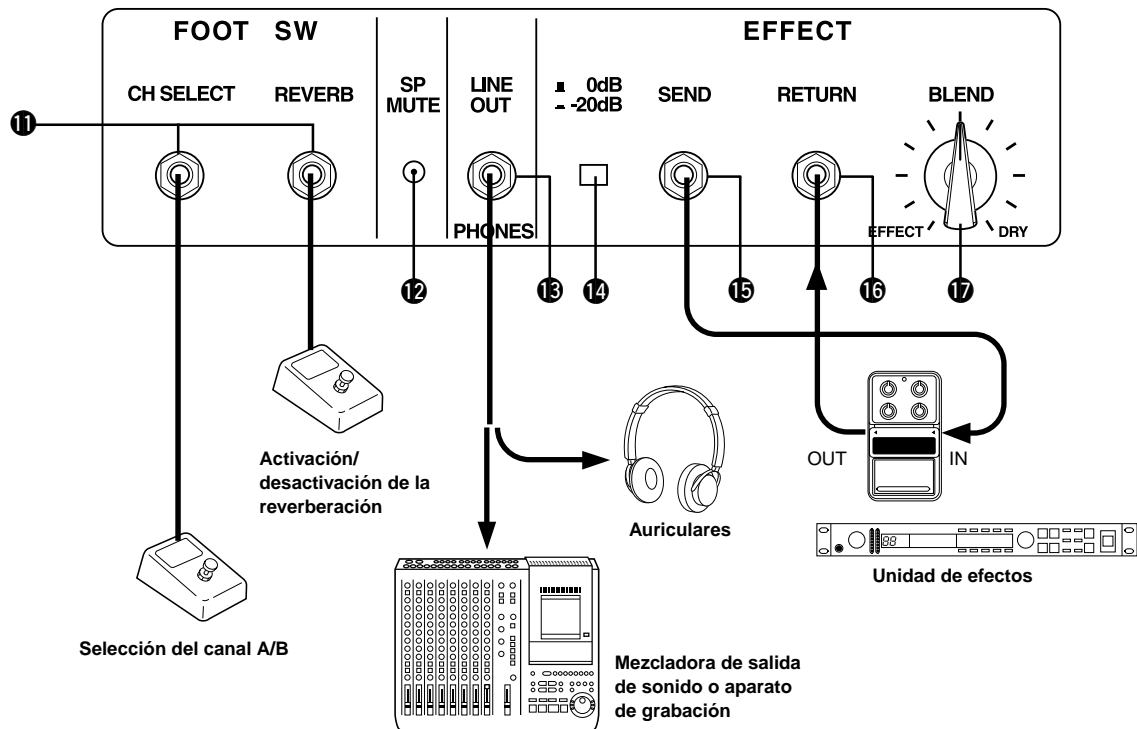 FOOT SW
EFFECT
CH SELECT
REVERB
SP
MUTE
LINE
OUT
0dB
-20dB
SEND
RETURN
BLEND
PHONES
EFFECT
DRY
⓫
⓬
⓭
⓮
⓯
⓰
⓱
OUT
IN
Activación/
desactivación de la
reverberación
Auriculares
88
Unidad de efectos
Selección del canal A/B
Mezcladora de salida
de sonido o aparato
de grabación